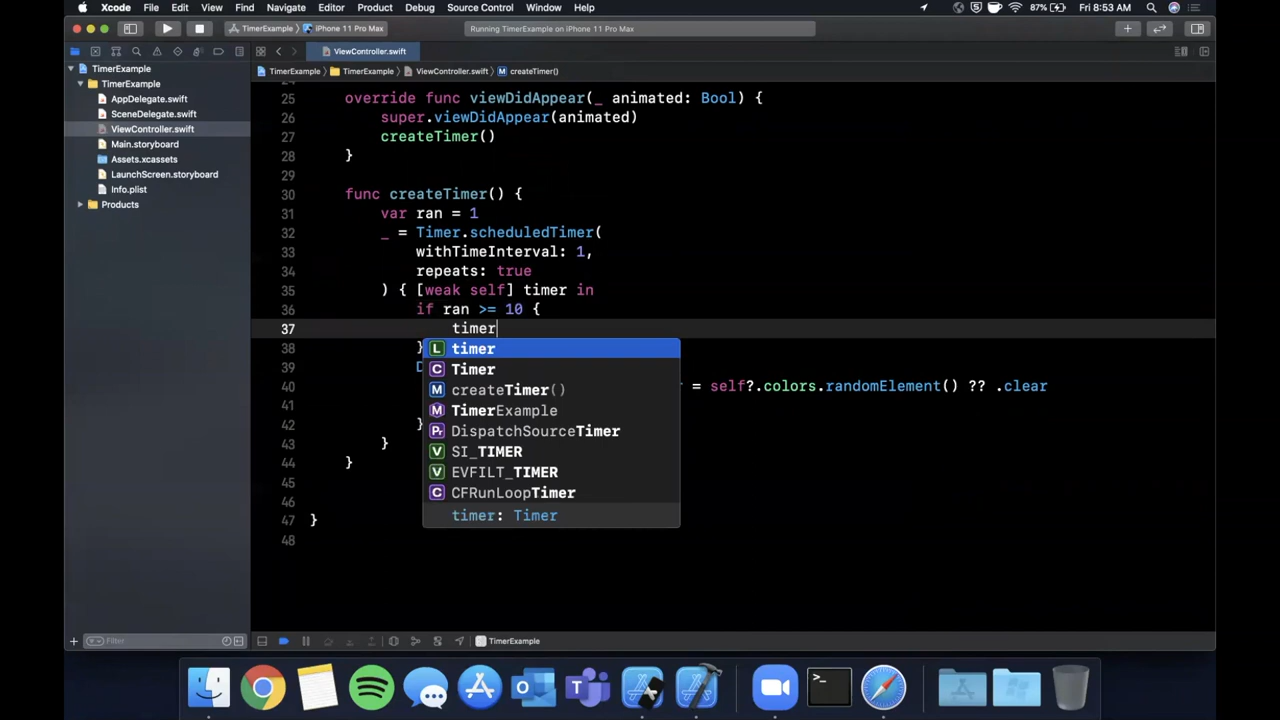 Xcode File Edit View Find Navigate Editor Product Debug Source Control Window Help 87% Fri 8:53 AM
TimerExample iPhone 11 Pro Max Running TimerExample on iPhone 11 Pro Max
ViewController.swift
TimerExample TimerExample ViewController.swift M createTimer()
TimerExample
TimerExample
AppDelegate.swift
SceneDelegate.swift
ViewController.swift
Main.storyboard
Assets.xcassets
LaunchScreen.storyboard
Info.plist
Products
25 override func viewDidAppear(_ animated: Bool) {
26 super.viewDidAppear(animated)
27 createTimer()
28 }
29
30 func createTimer() {
31 var ran = 1
32 _ = Timer.scheduledTimer(
33 withTimeInterval: 1,
34 repeats: true
35 ) { [weak self] timer in
36 if ran >= 10 {
37 timer
38 }
39 D
40 = self?.colors.randomElement() ?? .clear
41
42 }
43 }
44 }
45
46
47 }
48
L timer
C Timer
M createTimer()
M TimerExample
Pr DispatchSourceTimer
V SI_TIMER
V EVFILT_TIMER
C CFRunLoopTimer
timer: Timer
Filter
TimerExample